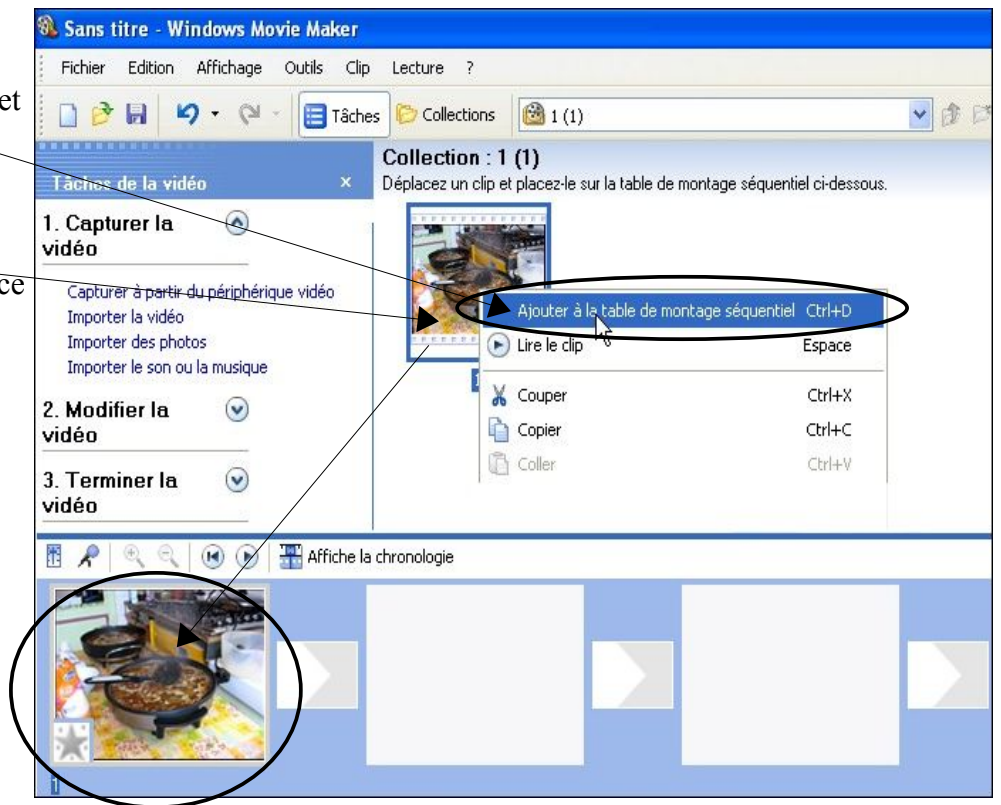 Sans titre - Windows Movie Maker
Fichier Edition Affichage Outils Clip Lecture ?
et
Tâches Collections 1 (1)
Tâches de la vidéo x
Collection : 1 (1)
Déplacez un clip et placez-le sur la table de montage séquentiel ci-dessous.
1. Capturer la
vidéo
ce
Capturer à partir du périphérique vidéo
Importer la vidéo
Importer des photos
Importer le son ou la musique
Ajouter à la table de montage séquentiel Ctrl+D
Lire le clip Espace
Couper Ctrl+X
Copier Ctrl+C
Coller Ctrl+V
2. Modifier la
vidéo
3. Terminer la
vidéo
Affiche la chronologie
1